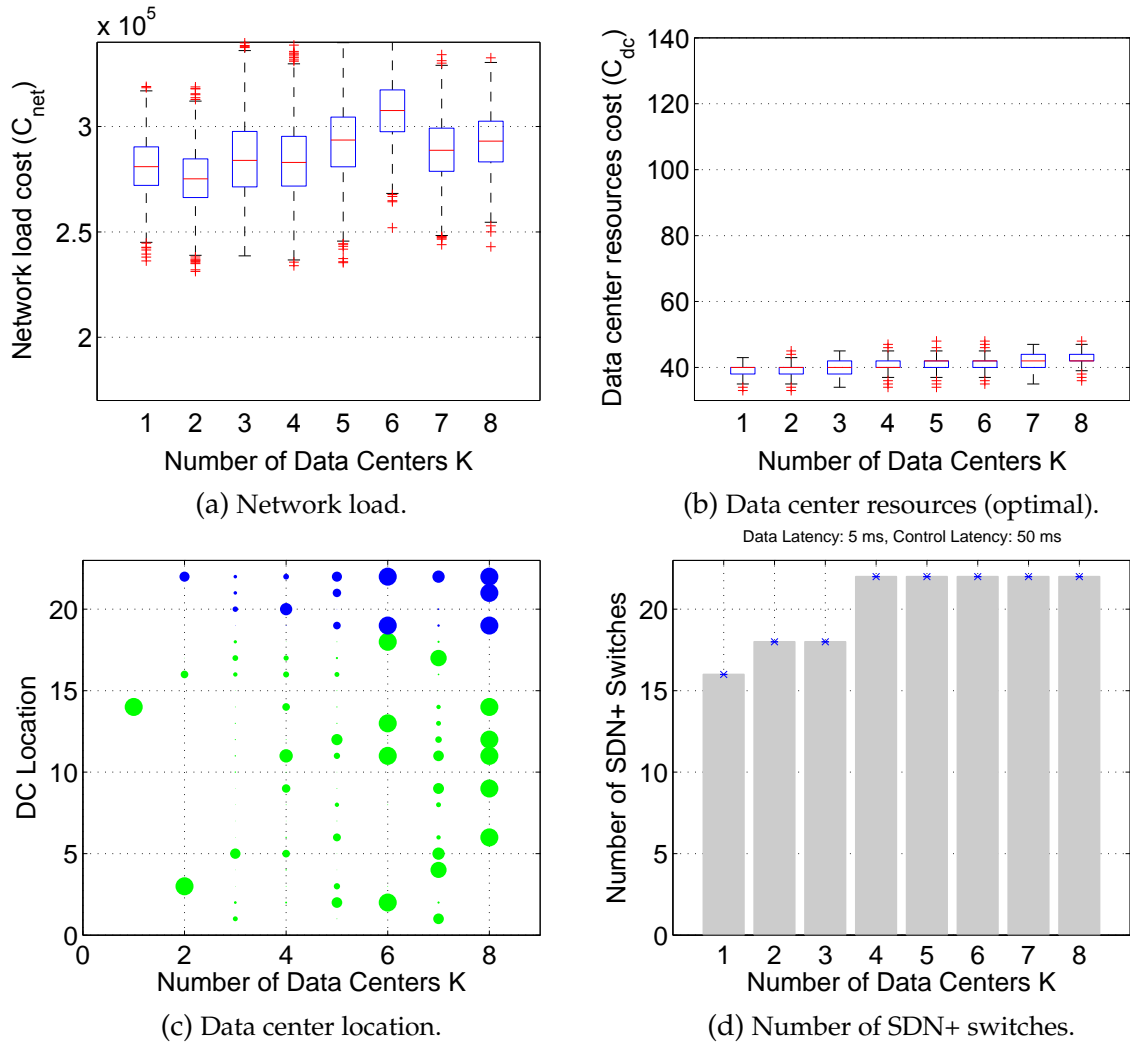 x 10^5
Network load cost (C_net)
3
2.5
2
1 2 3 4 5 6 7 8
Number of Data Centers K
(a) Network load.
Data center resources cost (C_dc)
140
120
100
80
60
40
1 2 3 4 5 6 7 8
Number of Data Centers K
(b) Data center resources (optimal).
DC Location
20
15
10
5
0
0 2 4 6 8
Number of Data Centers K
(c) Data center location.
Data Latency: 5 ms, Control Latency: 50 ms
Number of SDN+ Switches
20
15
10
5
0
1 2 3 4 5 6 7 8
Number of Data Centers K
(d) Number of SDN+ switches.